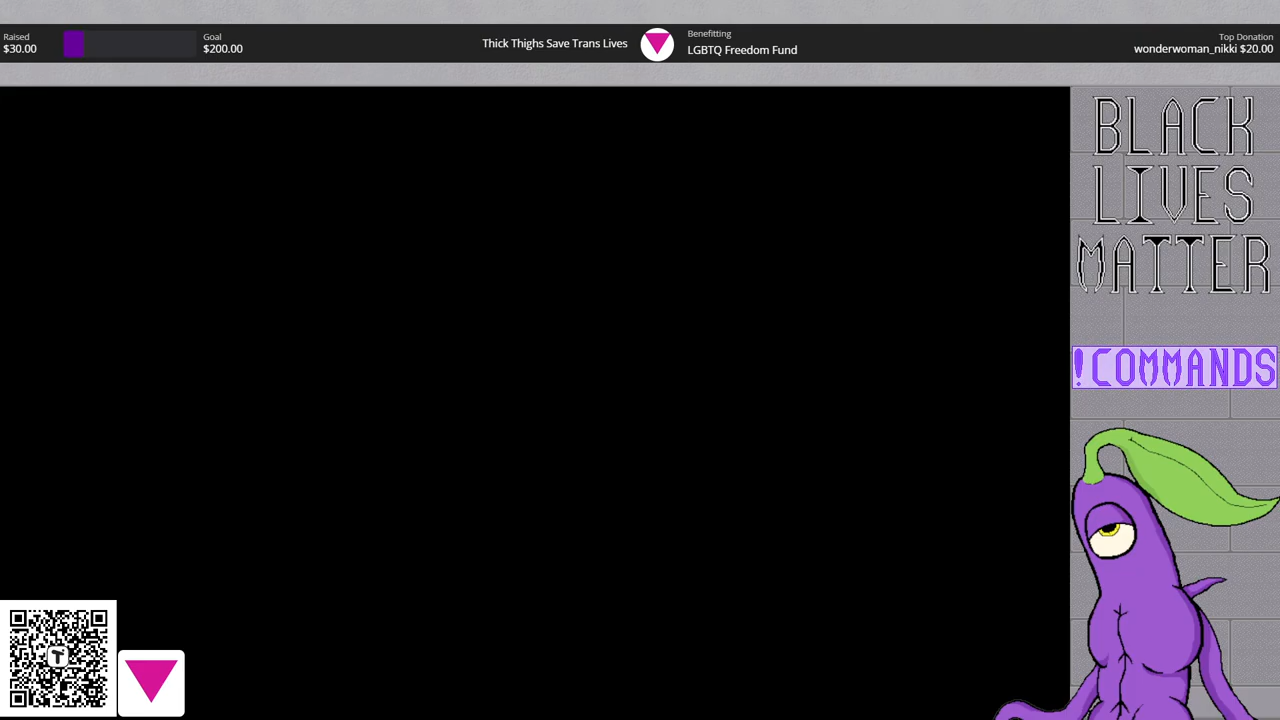 Raised
$30.00
Goal
$200.00
Thick Thighs Save Trans Lives
Benefitting
LGBTQ Freedom Fund
Top Donation
wonderwoman_nikki $20.00
BLACK
LIVES
MATTER
!COMMANDS
T